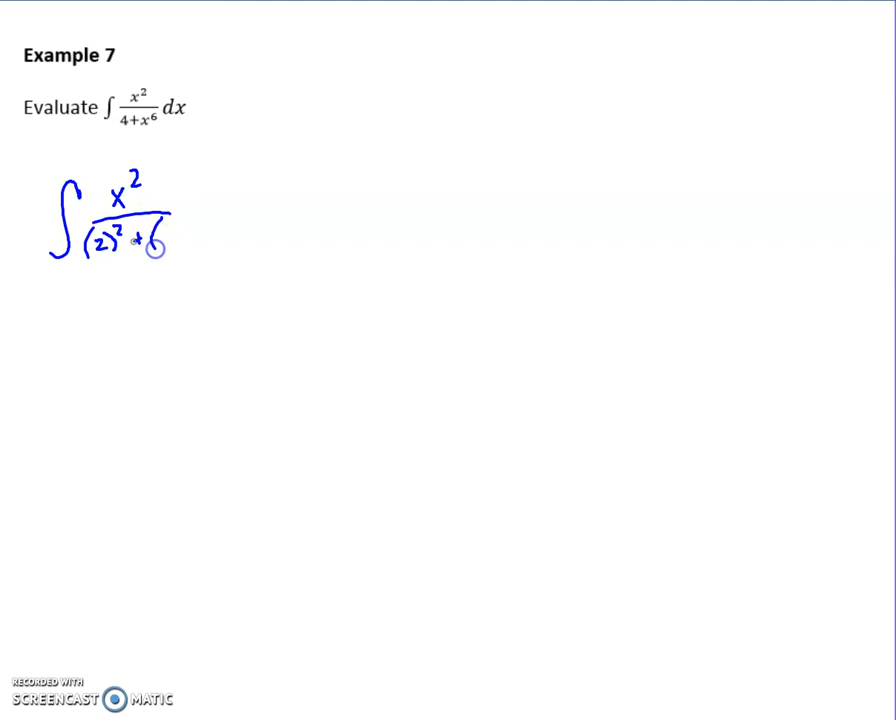 Example 7
Evaluate ∫ x²/(4+x⁶) dx
∫ x²/((2)² + (
RECORDED WITH
SCREENCAST MATIC